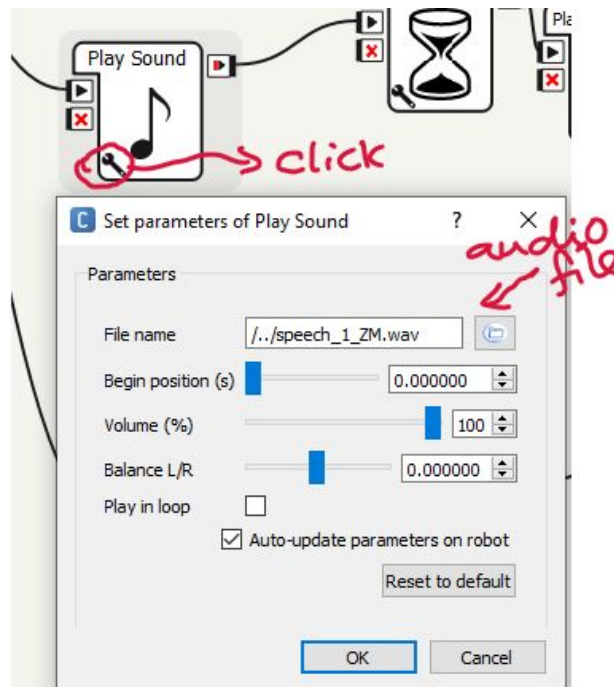 Pla
Play Sound
click
Set parameters of Play Sound ?
audio
file
Parameters
File name /../speech_1_ZM.wav
Begin position (s) 0.000000
Volume (%) 100
Balance L/R 0.000000
Play in loop
Auto-update parameters on robot
Reset to default
OK Cancel